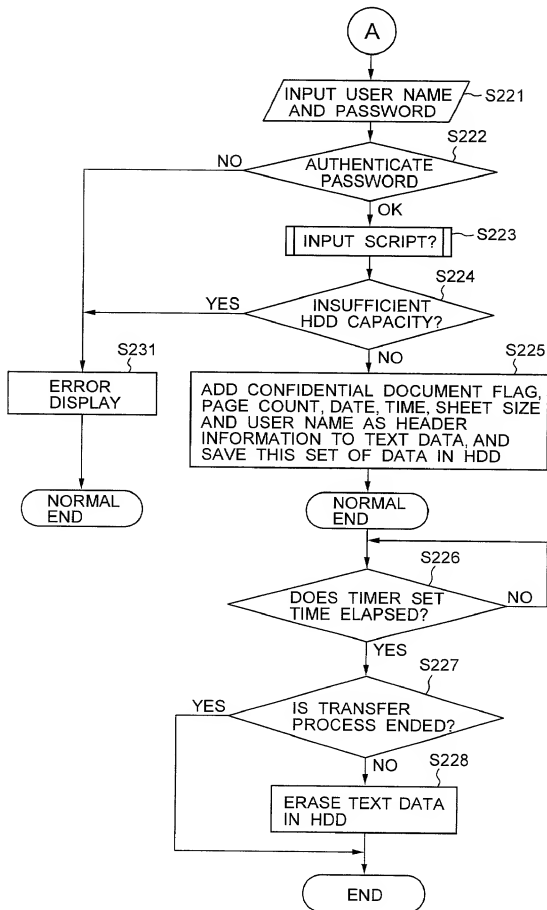 A
INPUT USER NAME
AND PASSWORD
S221
S222
NO
AUTHENTICATE
PASSWORD
OK
INPUT SCRIPT?
S223
S224
YES
INSUFFICIENT
HDD CAPACITY?
NO
S231
ERROR
DISPLAY
S225
ADD CONFIDENTIAL DOCUMENT FLAG,
PAGE COUNT, DATE, TIME, SHEET SIZE
AND USER NAME AS HEADER
INFORMATION TO TEXT DATA, AND
SAVE THIS SET OF DATA IN HDD
NORMAL
END
NORMAL
END
S226
DOES TIMER SET
TIME ELAPSED?
NO
YES
S227
YES
IS TRANSFER
PROCESS ENDED?
NO
S228
ERASE TEXT DATA
IN HDD
END